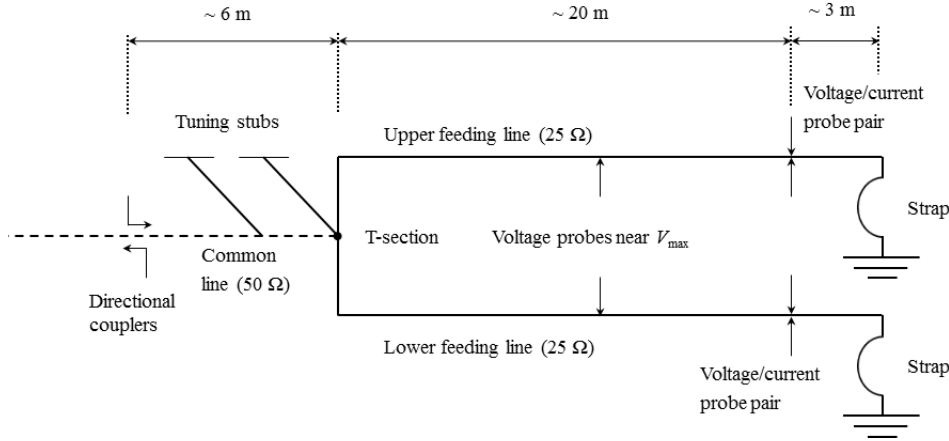 ~ 6 m
~ 20 m
~ 3 m
Voltage/current
probe pair
Tuning stubs
Upper feeding line (25 Ω)
Strap
T-section
Voltage probes near Vmax
Common
line (50 Ω)
Directional
couplers
Lower feeding line (25 Ω)
Strap
Voltage/current
probe pair